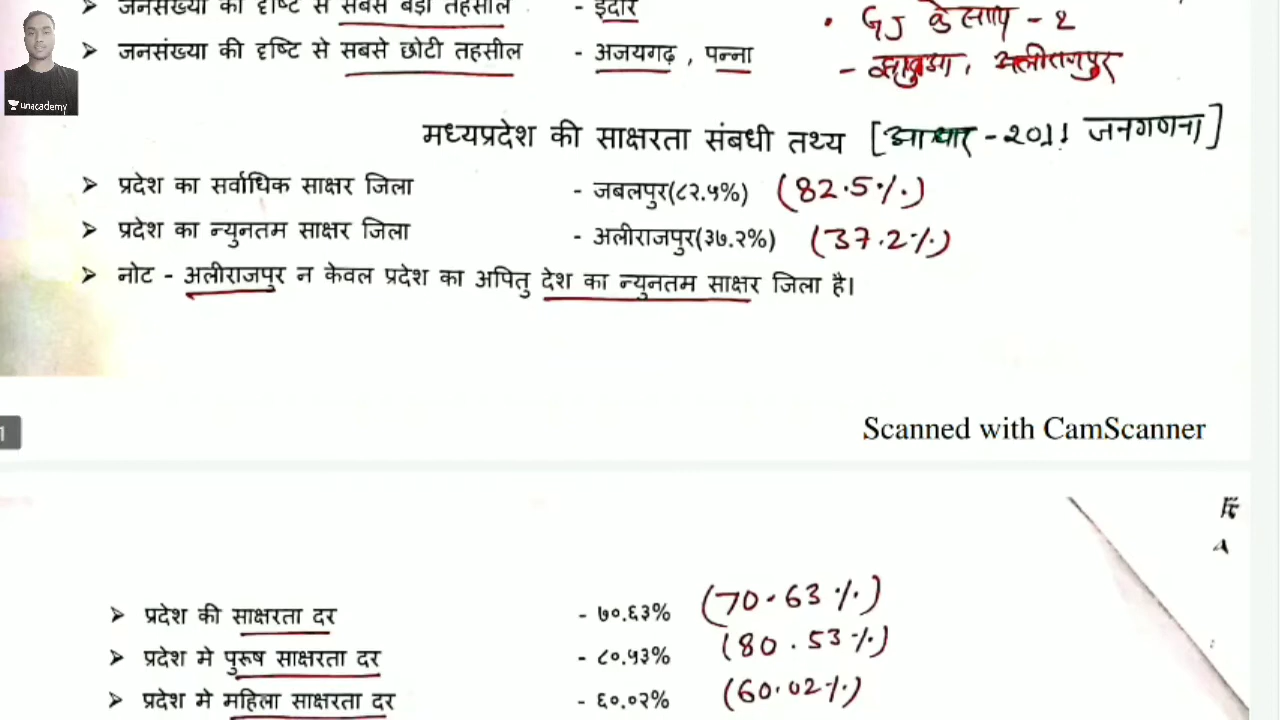 जनसंख्या की दृष्टि से सबसे बड़ी तहसील - इंदौर
• GJ के साथ - 2
➤ जनसंख्या की दृष्टि से सबसे छोटी तहसील - अजयगढ़ , पन्ना
- झाबुआ, अलीराजपुर
unacademy
मध्यप्रदेश की साक्षरता संबधी तथ्य [आधार - 2011 जनगणना]
➤ प्रदेश का सर्वाधिक साक्षर जिला - जबलपुर(८२.५%) (82.5%)
➤ प्रदेश का न्युनतम साक्षर जिला - अलीराजपुर(३७.२%) (37.2%)
➤ नोट - अलीराजपुर न केवल प्रदेश का अपितु देश का न्युनतम साक्षर जिला है।
1
Scanned with CamScanner
➤ प्रदेश की साक्षरता दर - ७०.६३% (70.63%)
➤ प्रदेश मे पुरूष साक्षरता दर - ८०.५३% (80.53%)
➤ प्रदेश मे महिला साक्षरता दर - ६०.०२% (60.02%)